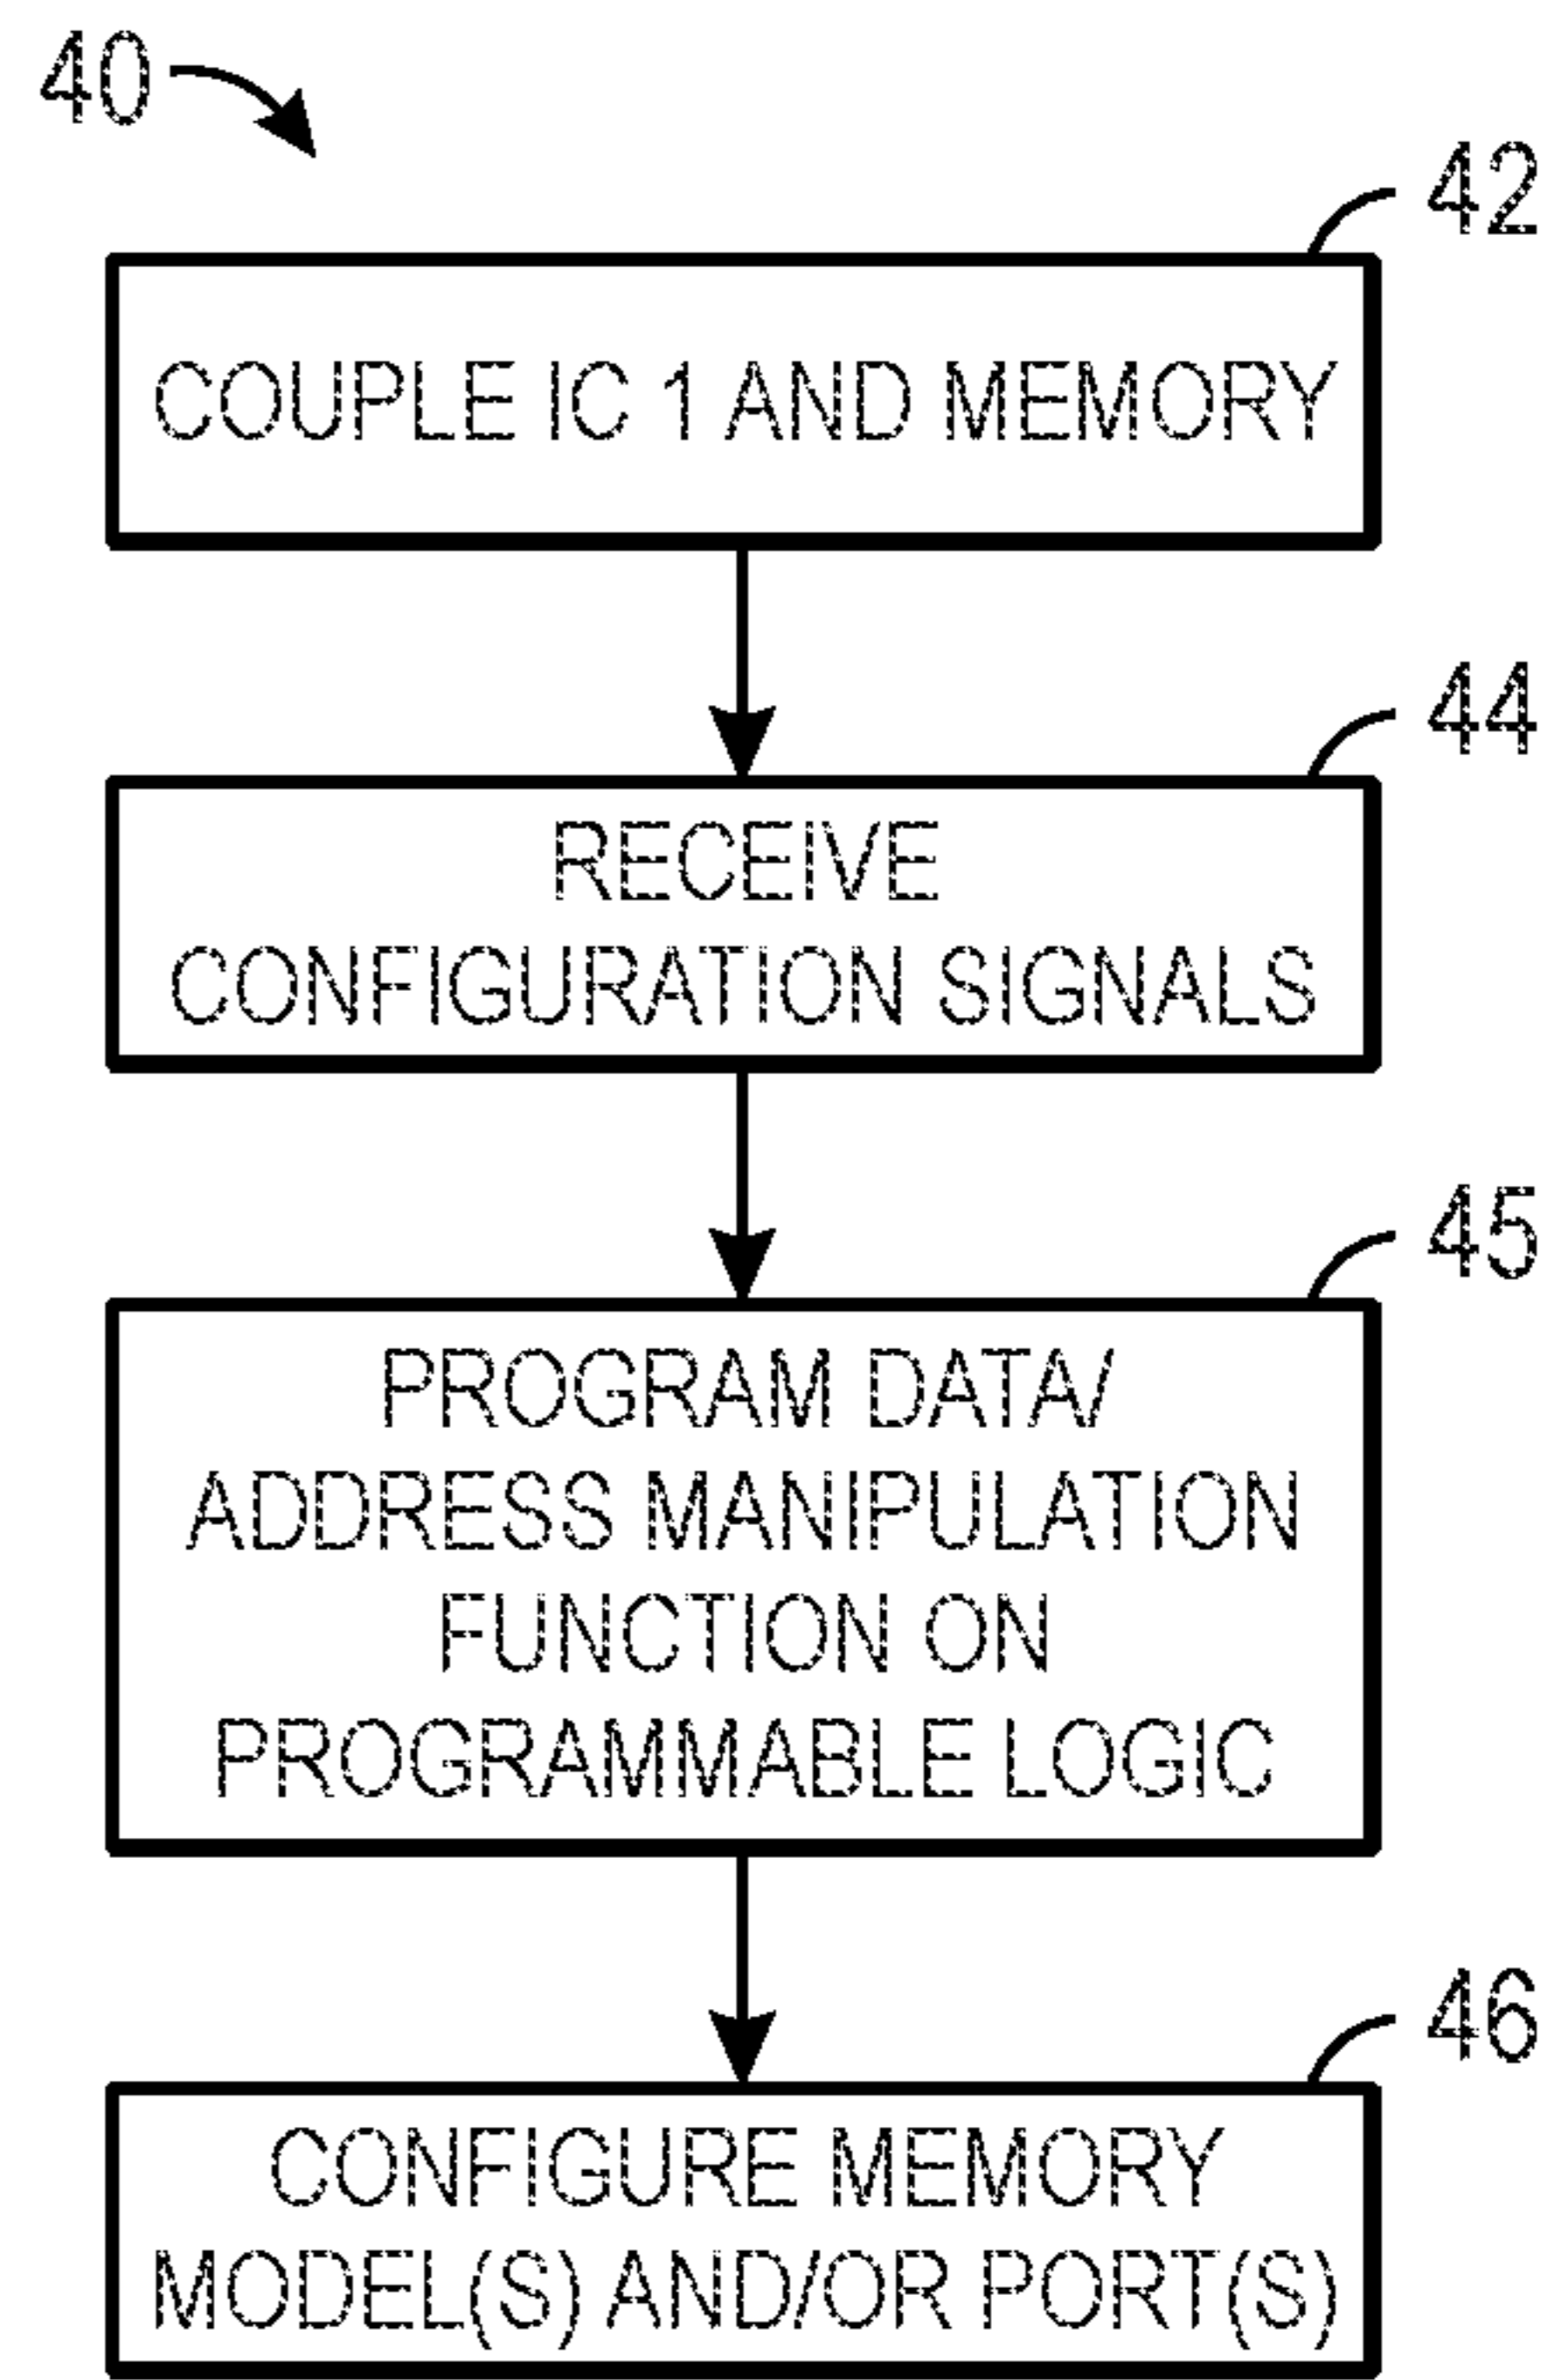 40
42
COUPLE IC 1 AND MEMORY
44
RECEIVE
CONFIGURATION SIGNALS
45
PROGRAM DATA/
ADDRESS MANIPULATION
FUNCTION ON
PROGRAMMABLE LOGIC
46
CONFIGURE MEMORY
MODEL(S) AND/OR PORT(S)